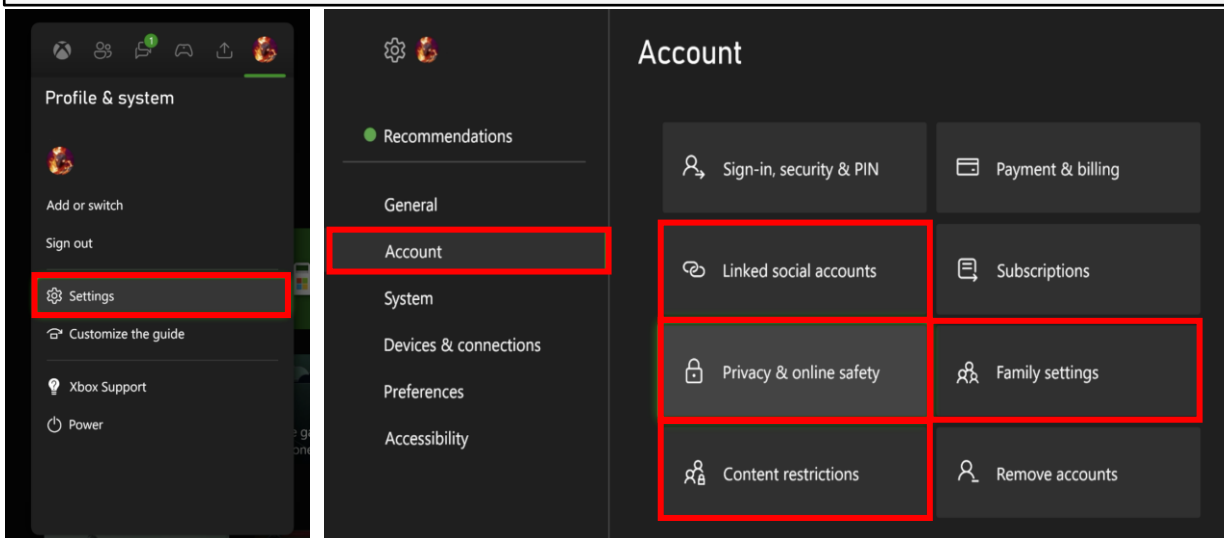 1
Profile & system
Add or switch
Sign out
Settings
Customize the guide
Xbox Support
Power
Recommendations
General
Account
System
Devices & connections
Preferences
Accessibility
Account
Sign-in, security & PIN
Payment & billing
Linked social accounts
Subscriptions
Privacy & online safety
Family settings
Content restrictions
Remove accounts